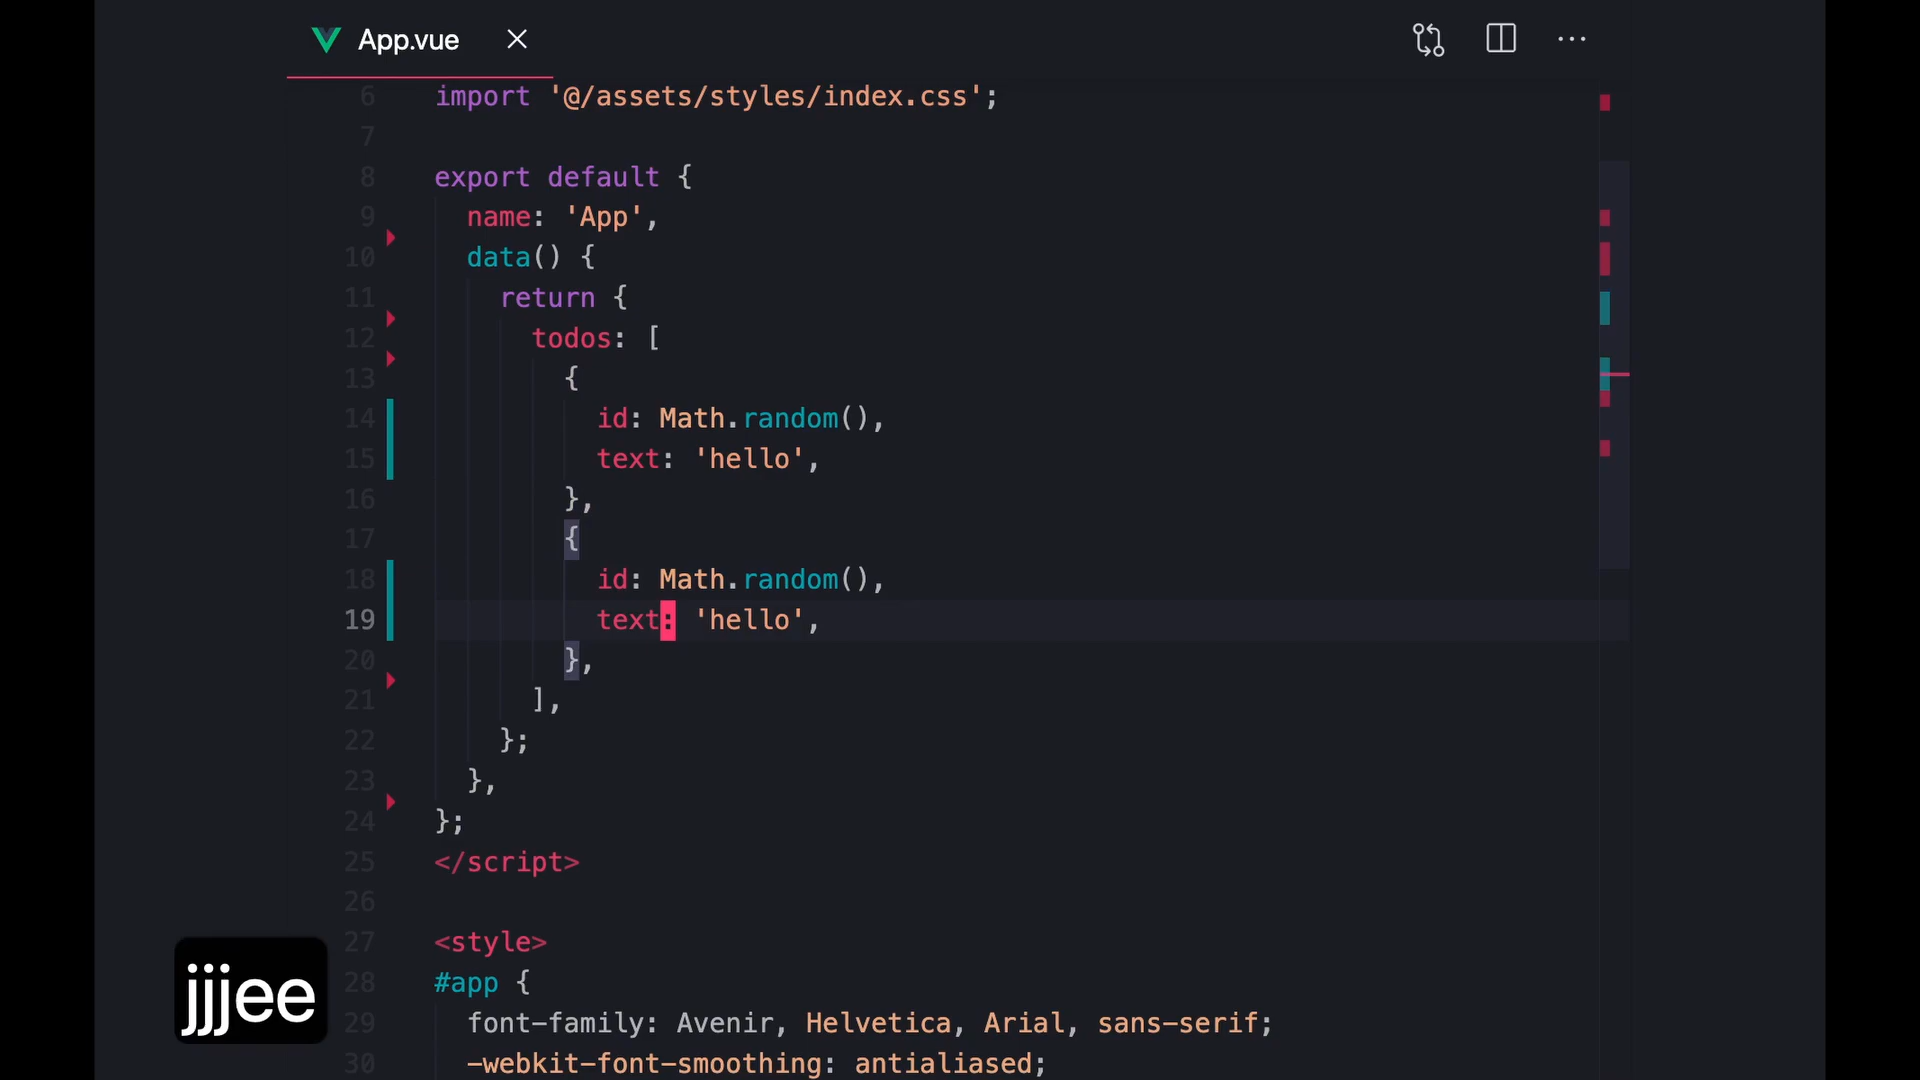 App.vue
6 import '@/assets/styles/index.css';
7
8 export default {
9 name: 'App',
10 data() {
11 return {
12 todos: [
13 {
14 id: Math.random(),
15 text: 'hello',
16 },
17 {
18 id: Math.random(),
19 text: 'hello',
20 },
21 ],
22 };
23 },
24 };
25 </script>
26
27 <style>
28 #app {
29 font-family: Avenir, Helvetica, Arial, sans-serif;
30 -webkit-font-smoothing: antialiased;
jjjee